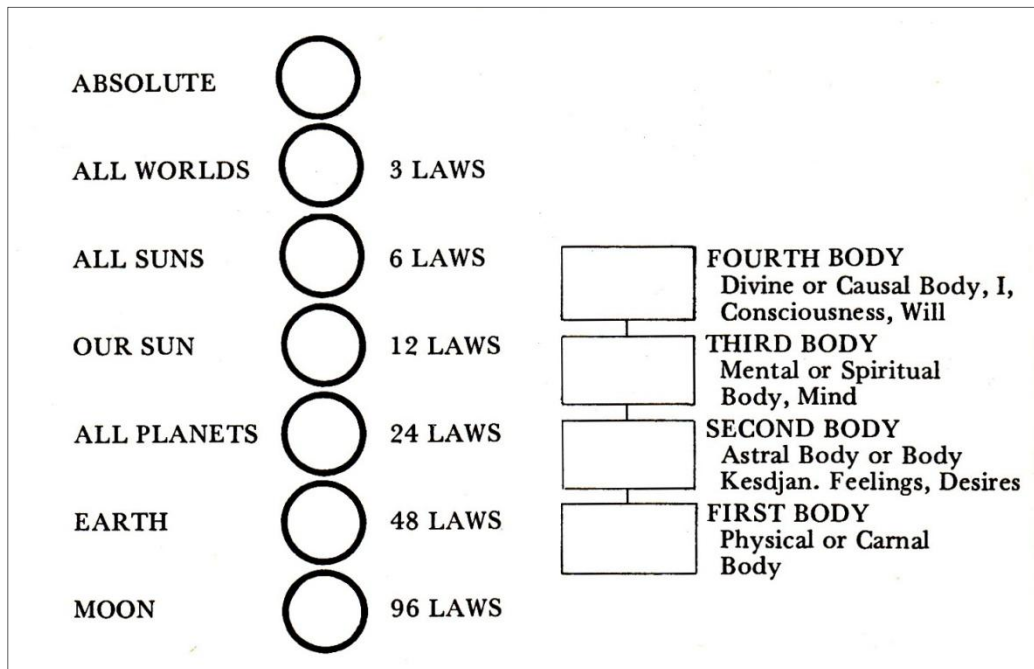 ABSOLUTE
ALL WORLDS 3 LAWS
ALL SUNS 6 LAWS
OUR SUN 12 LAWS
ALL PLANETS 24 LAWS
EARTH 48 LAWS
MOON 96 LAWS
FOURTH BODY
Divine or Causal Body, I,
Consciousness, Will
THIRD BODY
Mental or Spiritual
Body, Mind
SECOND BODY
Astral Body or Body
Kesdjan. Feelings, Desires
FIRST BODY
Physical or Carnal
Body